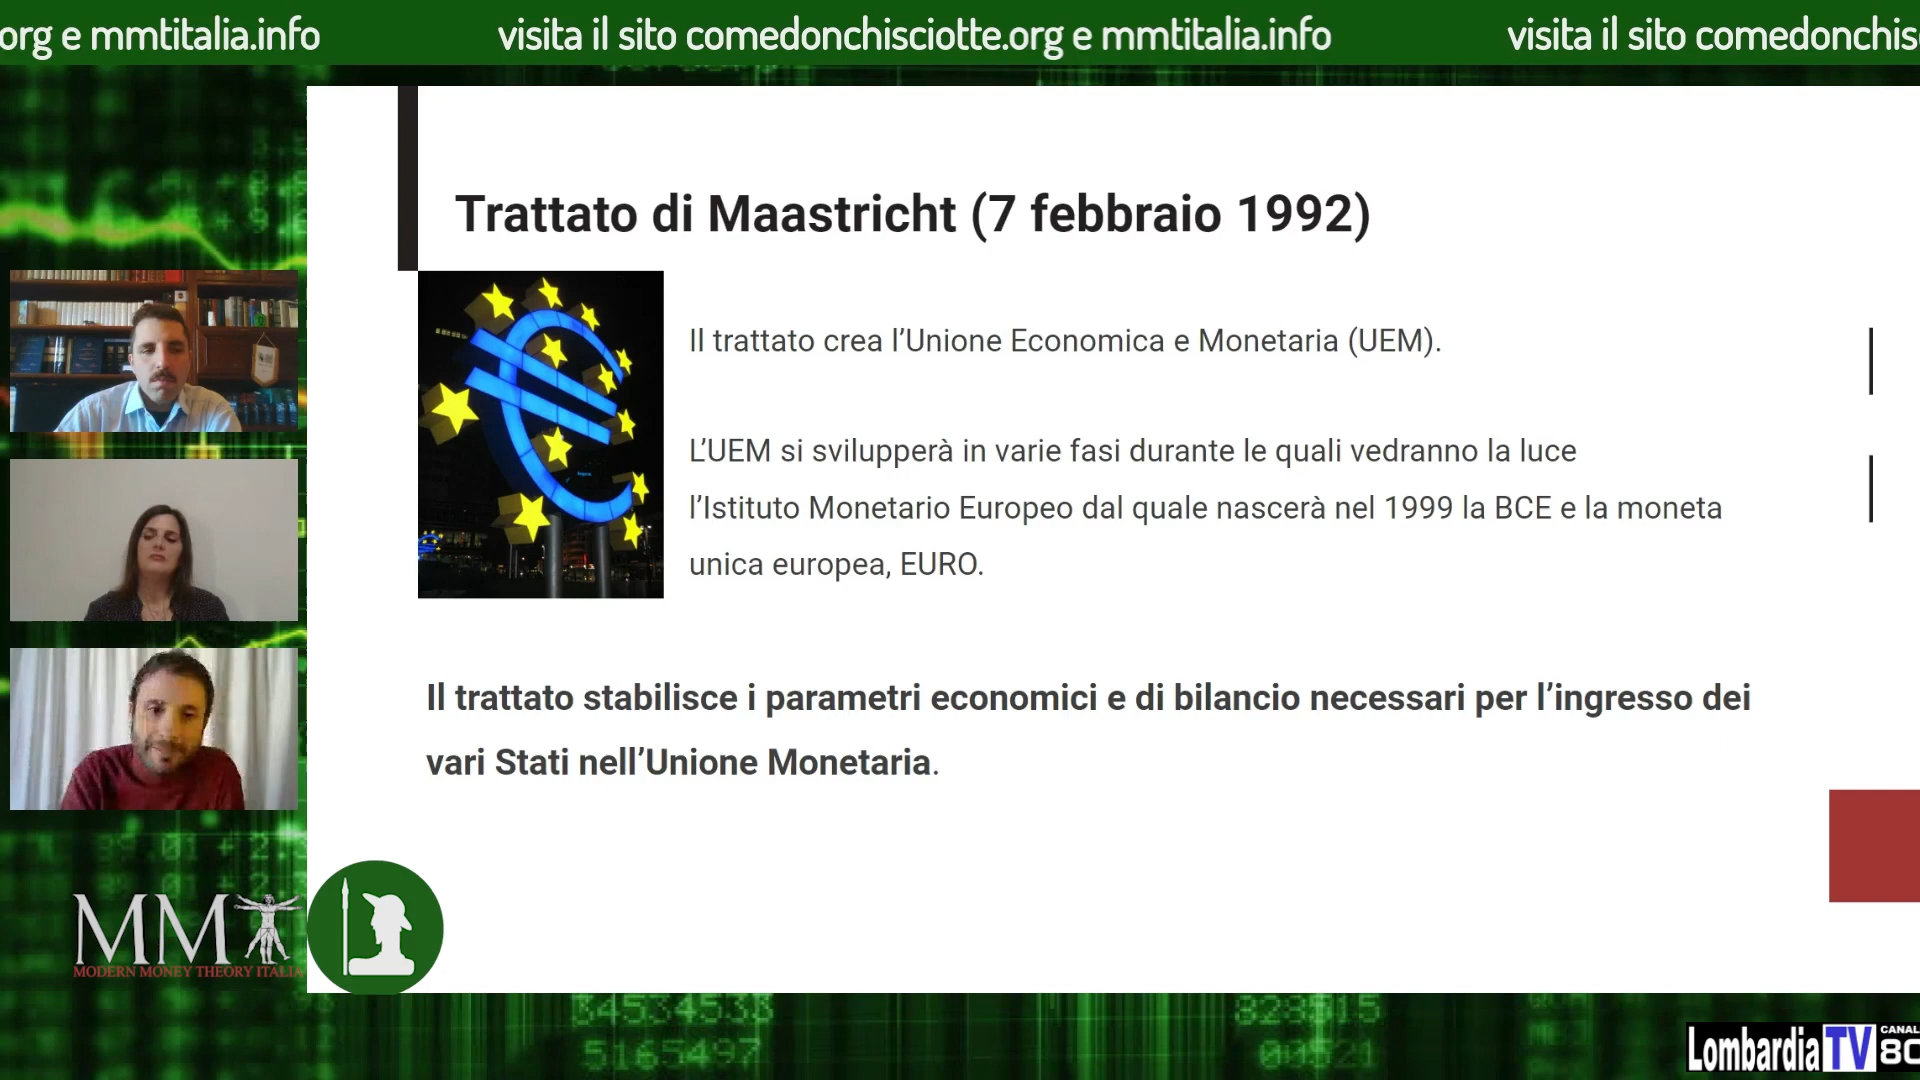 org e mmtitalia.info
visita il sito comedonchisciotte.org e mmtitalia.info
visita il sito comedonchis
Trattato di Maastricht (7 febbraio 1992)
Il trattato crea l’Unione Economica e Monetaria (UEM).
L’UEM si svilupperà in varie fasi durante le quali vedranno la luce
l’Istituto Monetario Europeo dal quale nascerà nel 1999 la BCE e la moneta
unica europea, EURO.
Il trattato stabilisce i parametri economici e di bilancio necessari per l’ingresso dei
vari Stati nell’Unione Monetaria.
MMT
MODERN MONEY THEORY ITALIA
34534533
5165497
LombardiaTV
CANAL
80